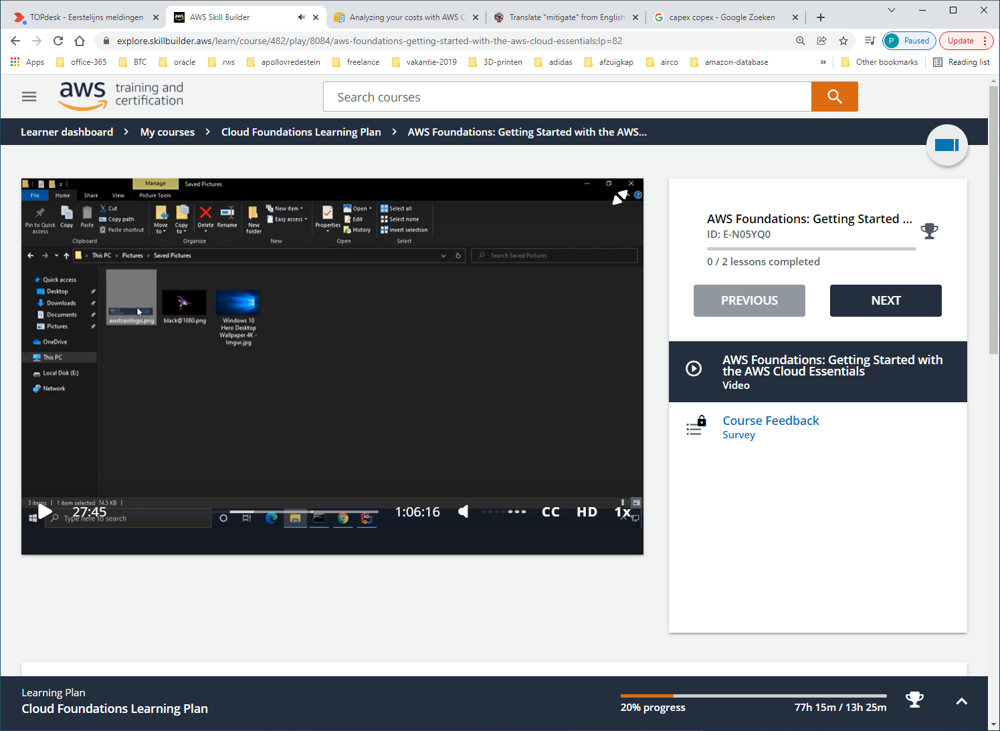 TOPdesk - Eerstelijns meldingen
AWS Skill Builder
Analyzing your costs with AWS C
Translate "mitigate" from English
capex copex - Google Zoeken
explore.skillbuilder.aws/learn/course/482/play/8084/aws-foundations-getting-started-with-the-aws-cloud-essentials;lp=82
P Paused
Update
Apps office-365 BTC oracle rws apollovredestein freelance vakantie-2019 3D-printen adidas afzuigkap airco amazon-database » Other bookmarks Reading list
aws training and
certification
Search courses
Learner dashboard > My courses > Cloud Foundations Learning Plan > AWS Foundations: Getting Started with the AWS...
Manage Saved Pictures
File Home Share View Picture Tools
Pin to Quick
access
Copy
Paste
Cut
Copy path
Paste shortcut
Clipboard
Move
to
Copy
to
Delete
Rename
Organize
New
folder
New item
Easy access
New
Properties
Open
Edit
History
Open
Select all
Select none
Invert selection
Select
This PC > Pictures > Saved Pictures
Search Saved Pictures
Quick access
Desktop
Downloads
Documents
Pictures
OneDrive
This PC
Local Disk (E:)
Network
awstrainlogo.png
black@1080.png
Windows 10
Hero Desktop
Wallpaper 4K -
Imgur.jpg
3 items | 1 item selected 74.5 KB |
27:45
1:06:16
CC HD 1x
Type here to search
AWS Foundations: Getting Started ...
ID: E-N05YQ0
0 / 2 lessons completed
PREVIOUS NEXT
AWS Foundations: Getting Started with
the AWS Cloud Essentials
Video
Course Feedback
Survey
Learning Plan
Cloud Foundations Learning Plan
20% progress
77h 15m / 13h 25m